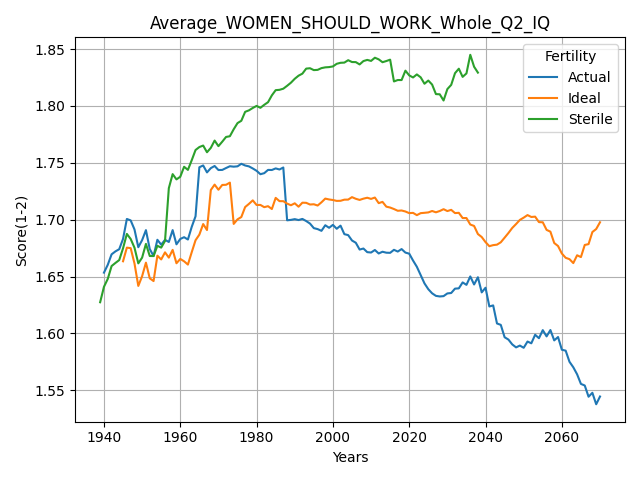 Average_WOMEN_SHOULD_WORK_Whole_Q2_IQ
Score(1-2)
1.85
1.80
1.75
1.70
1.65
1.60
1.55
Fertility
Actual
Ideal
Sterile
1940 1960 1980 2000 2020 2040 2060
Years